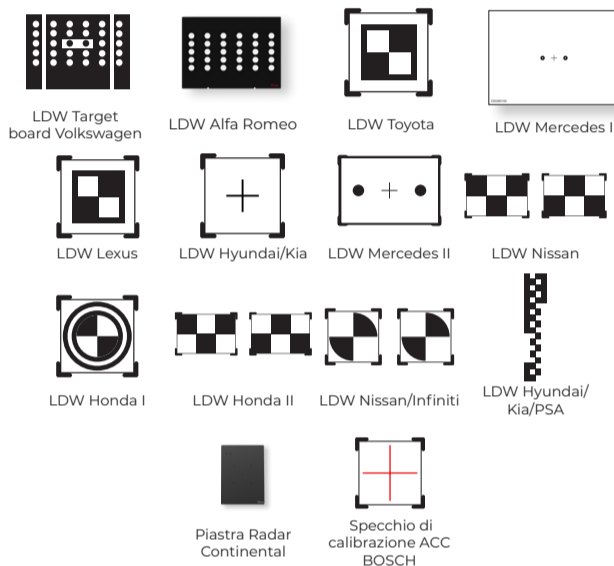 LDW Target
board Volkswagen
LDW Alfa Romeo
LDW Toyota
LDW Mercedes I
LDW Lexus
LDW Hyundai/Kia
LDW Mercedes II
LDW Nissan
LDW Honda I
LDW Honda II
LDW Nissan/Infiniti
LDW Hyundai/
Kia/PSA
Piastra Radar
Continental
Specchio di
calibrazione ACC
BOSCH